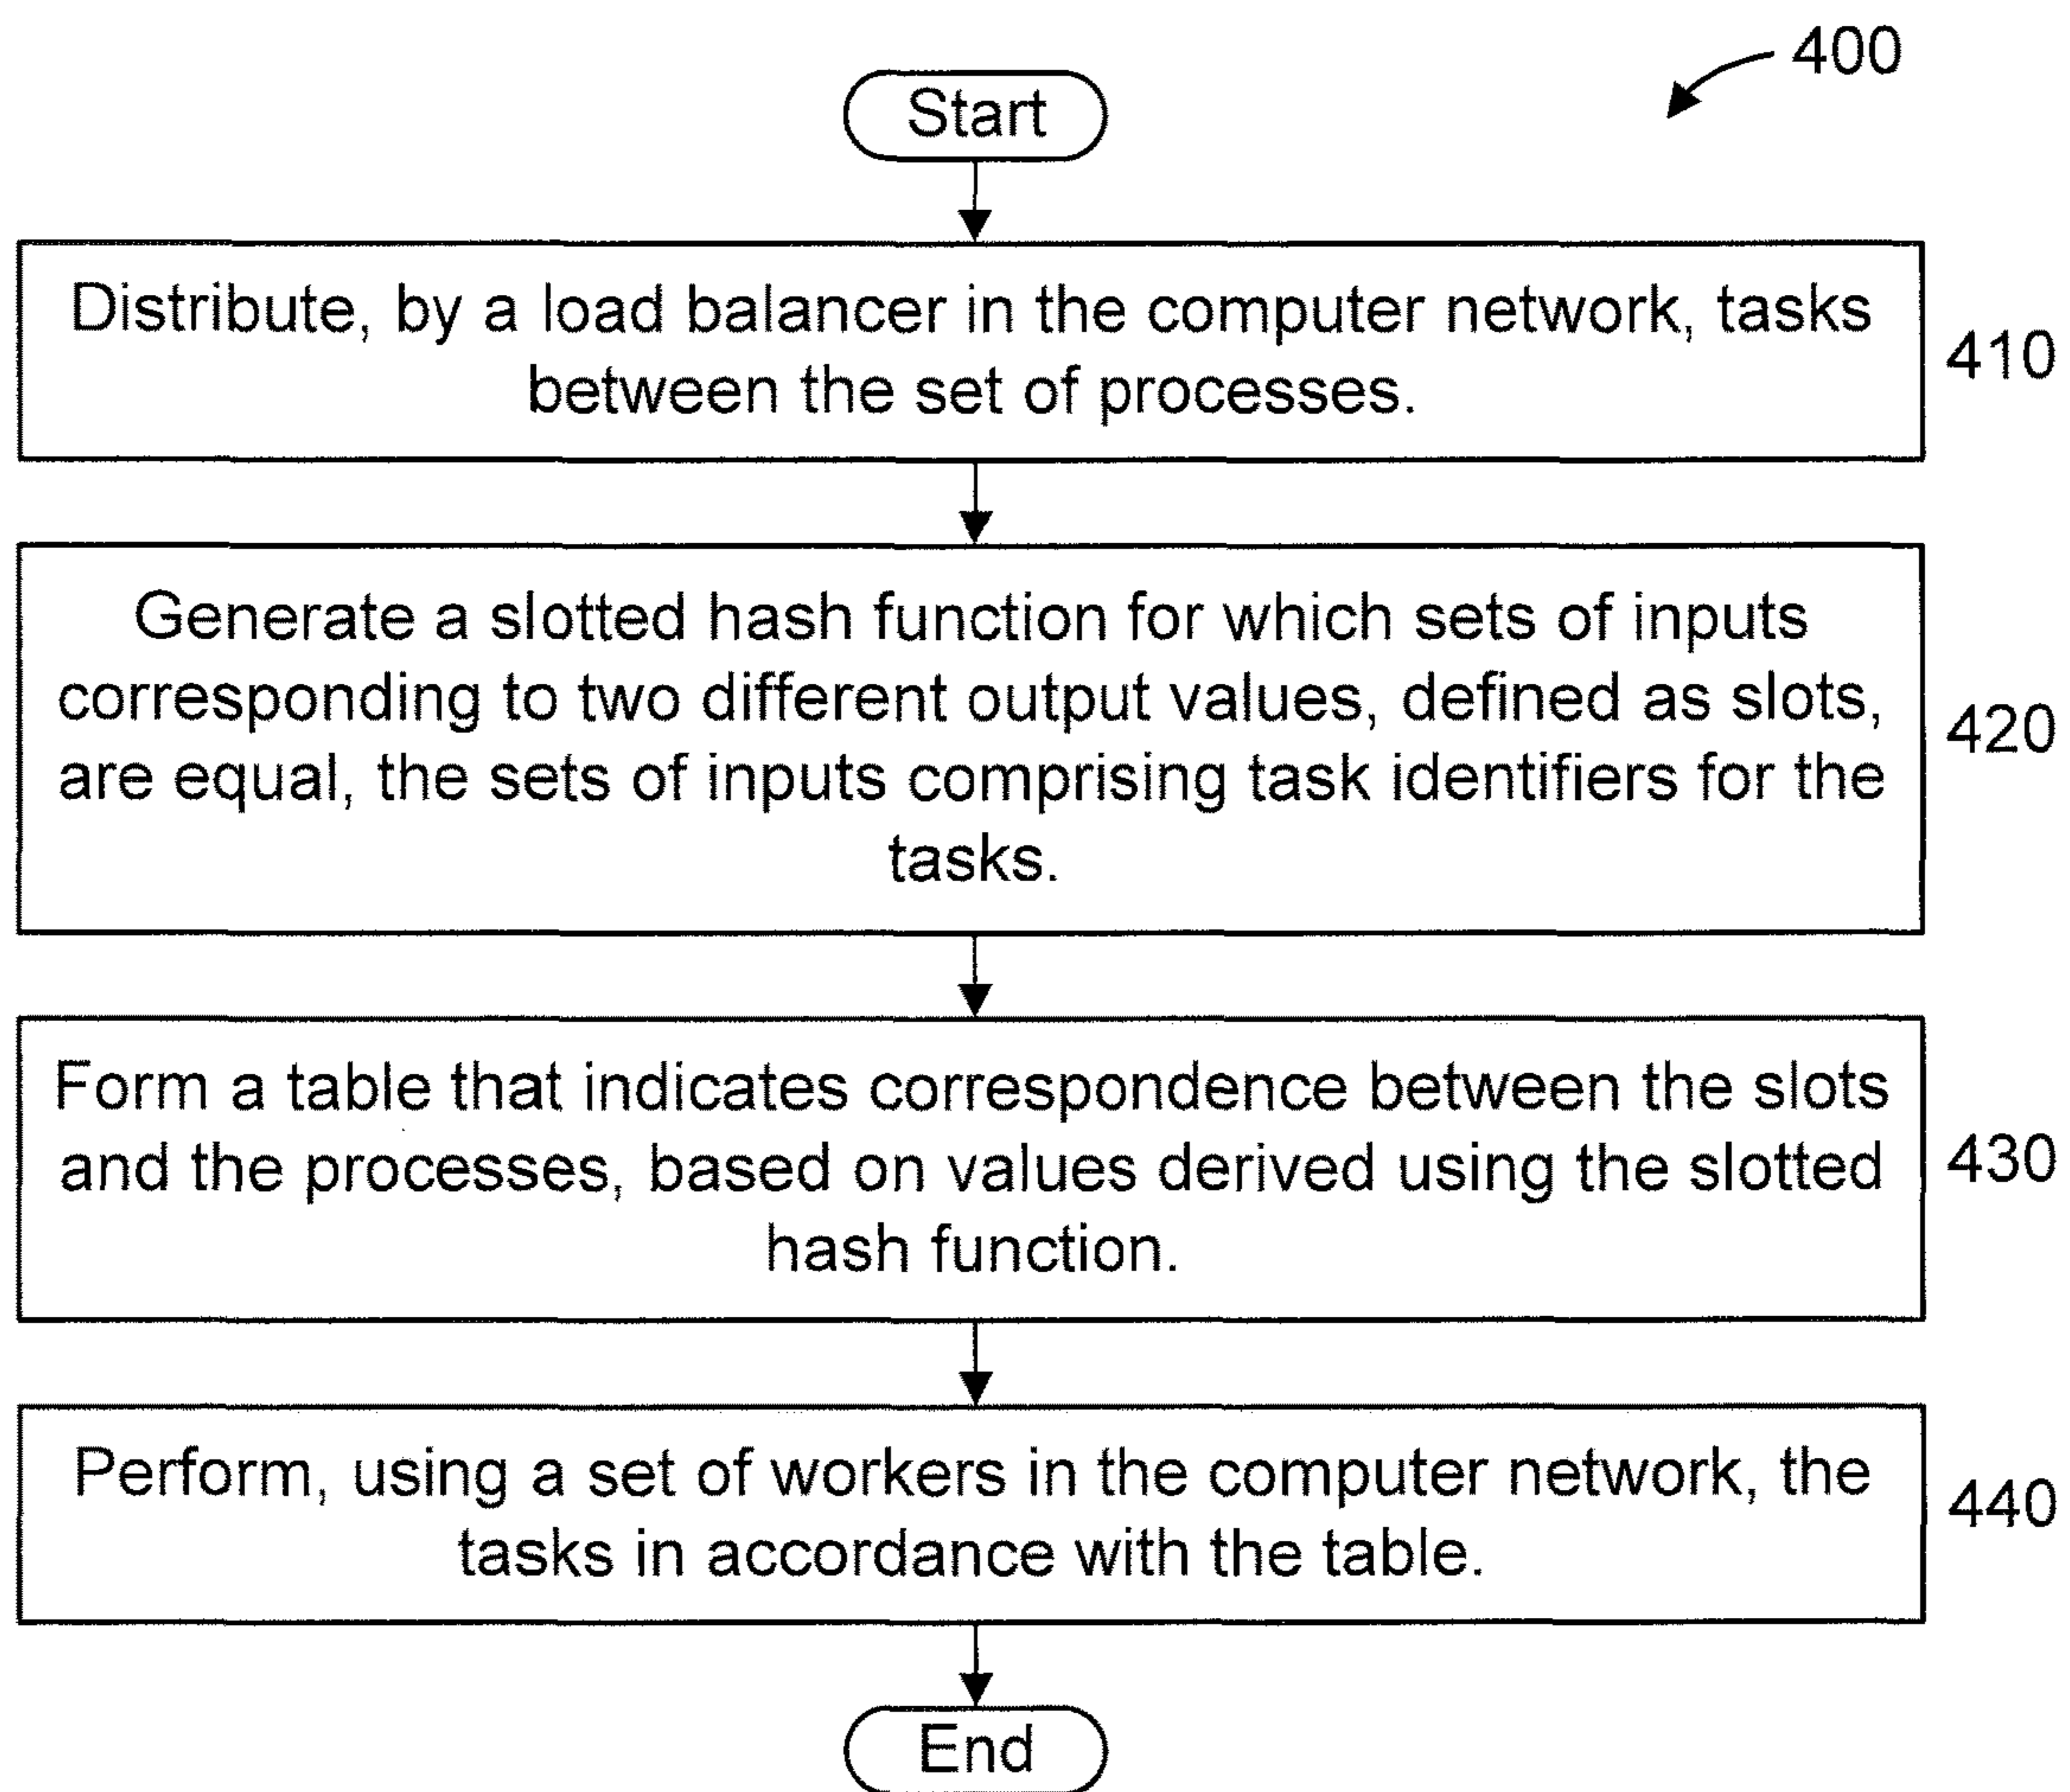 400
Start
Distribute, by a load balancer in the computer network, tasks
between the set of processes.
410
Generate a slotted hash function for which sets of inputs
corresponding to two different output values, defined as slots,
are equal, the sets of inputs comprising task identifiers for the
tasks.
420
Form a table that indicates correspondence between the slots
and the processes, based on values derived using the slotted
hash function.
430
Perform, using a set of workers in the computer network, the
tasks in accordance with the table.
440
End